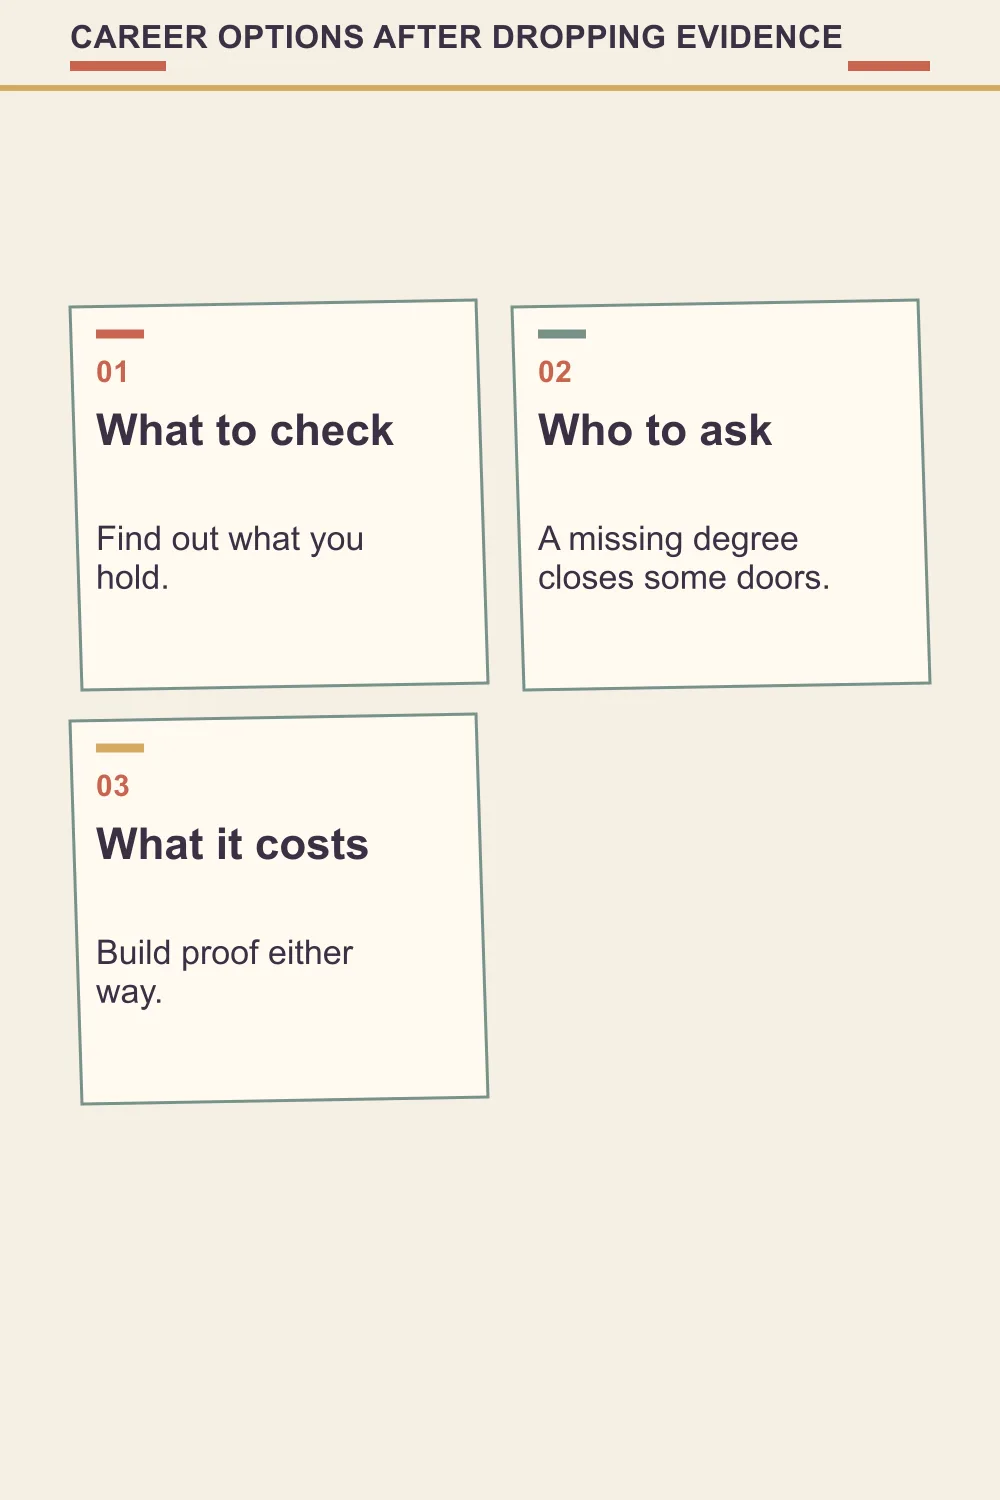 CAREER OPTIONS AFTER DROPPING EVIDENCE
01
What to check
Find out what you
hold.
02
Who to ask
A missing degree
closes some doors.
03
What it costs
Build proof either
way.